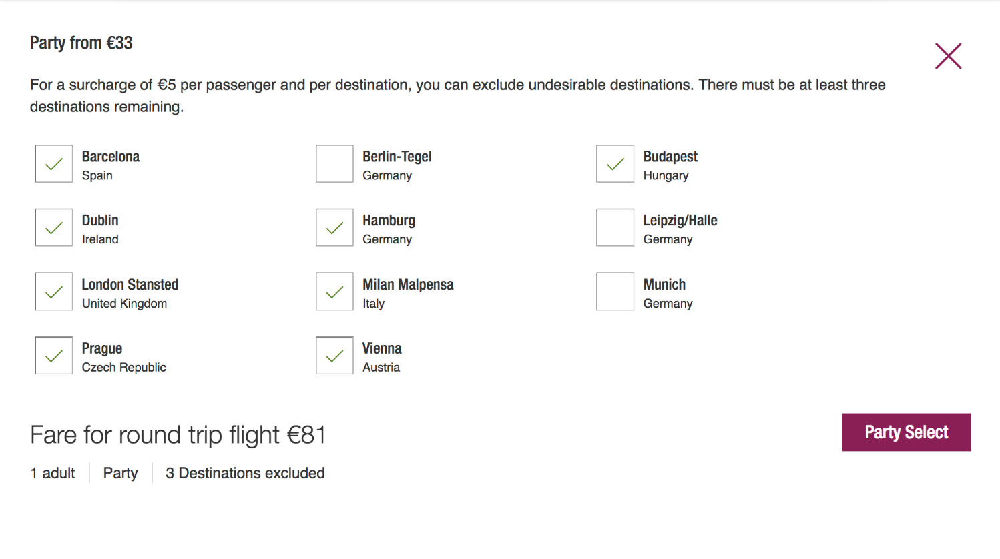 Party from €33
For a surcharge of €5 per passenger and per destination, you can exclude undesirable destinations. There must be at least three
destinations remaining.
Barcelona
Spain
Berlin-Tegel
Germany
Budapest
Hungary
Dublin
Ireland
Hamburg
Germany
Leipzig/Halle
Germany
London Stansted
United Kingdom
Milan Malpensa
Italy
Munich
Germany
Prague
Czech Republic
Vienna
Austria
Fare for round trip flight €81
Party Select
1 adult
Party
3 Destinations excluded